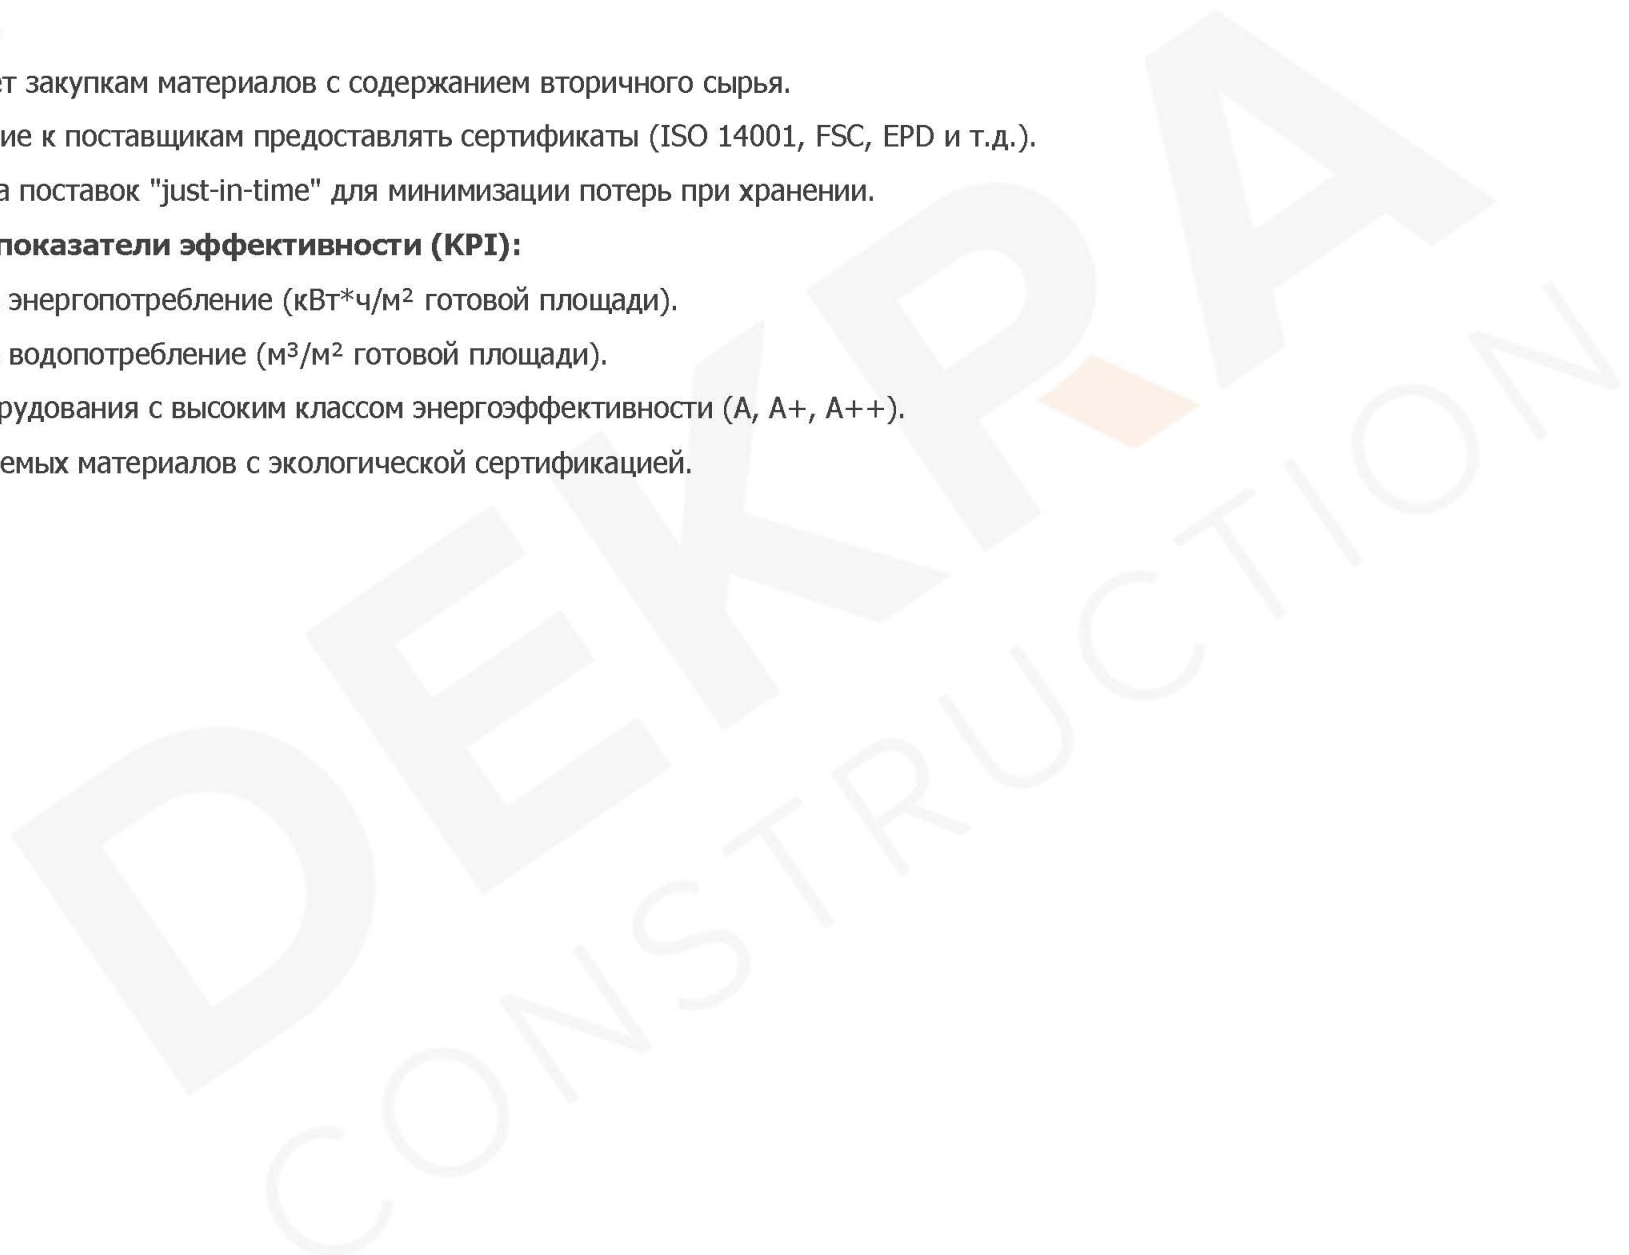 ет закупкам материалов с содержанием вторичного сырья.
ие к поставщикам предоставлять сертификаты (ISO 14001, FSC, EPD и т.д.).
а поставок "just-in-time" для минимизации потерь при хранении.
показатели эффективности (KPI):
энергопотребление (кВт*ч/м² готовой площади).
водопотребление (м³/м² готовой площади).
рудования с высоким классом энергоэффективности (A, A+, A++).
емых материалов с экологической сертификацией.
DEKRA
CONSTRUCTION